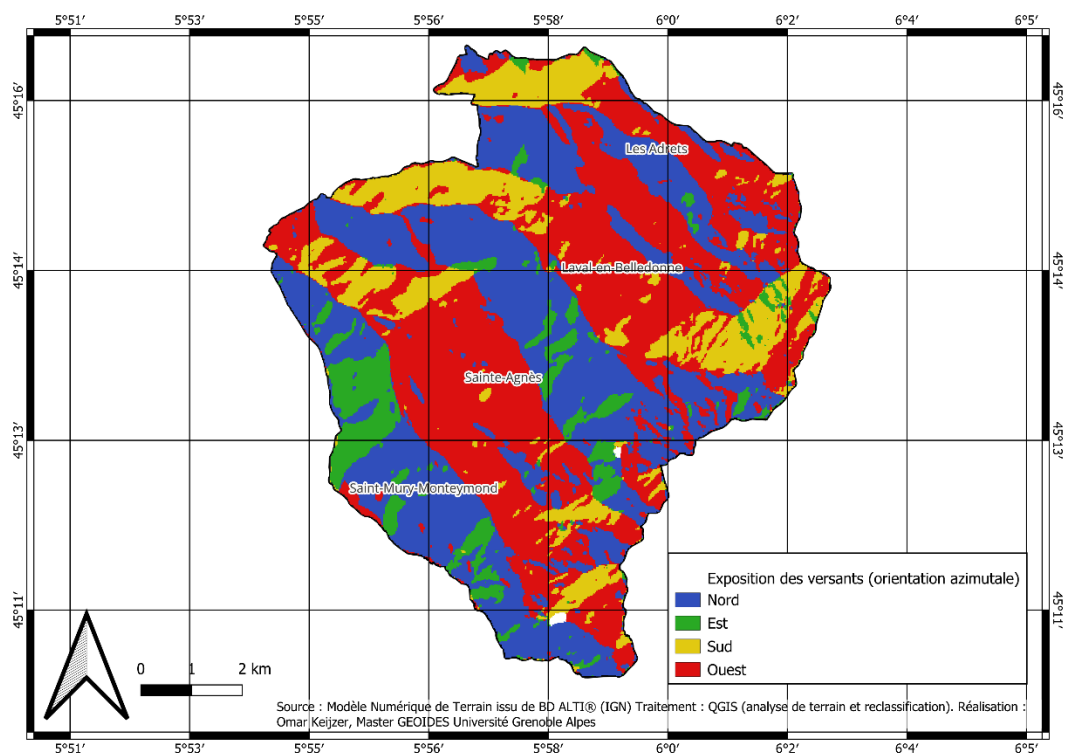 5°51′ 5°53′ 5°55′ 5°56′ 5°58′ 6°0′ 6°2′ 6°4′ 6°5′
45°16′ 45°16′
Les Adrets
45°14′ 45°14′
Laval-en-Belledonne
Sainte-Agnès
45°13′ 45°13′
Saint-Mury-Monteymond
Exposition des versants (orientation azimutale)
Nord
Est
Sud
Ouest
45°11′ 45°11′
0 1 2 km
Source : Modèle Numérique de Terrain issu de BD ALTI® (IGN) Traitement : QGIS (analyse de terrain et reclassification). Réalisation :
Omar Keijzer, Master GEOIDES Université Grenoble Alpes
5°51′ 5°53′ 5°55′ 5°56′ 5°58′ 6°0′ 6°2′ 6°4′ 6°5′